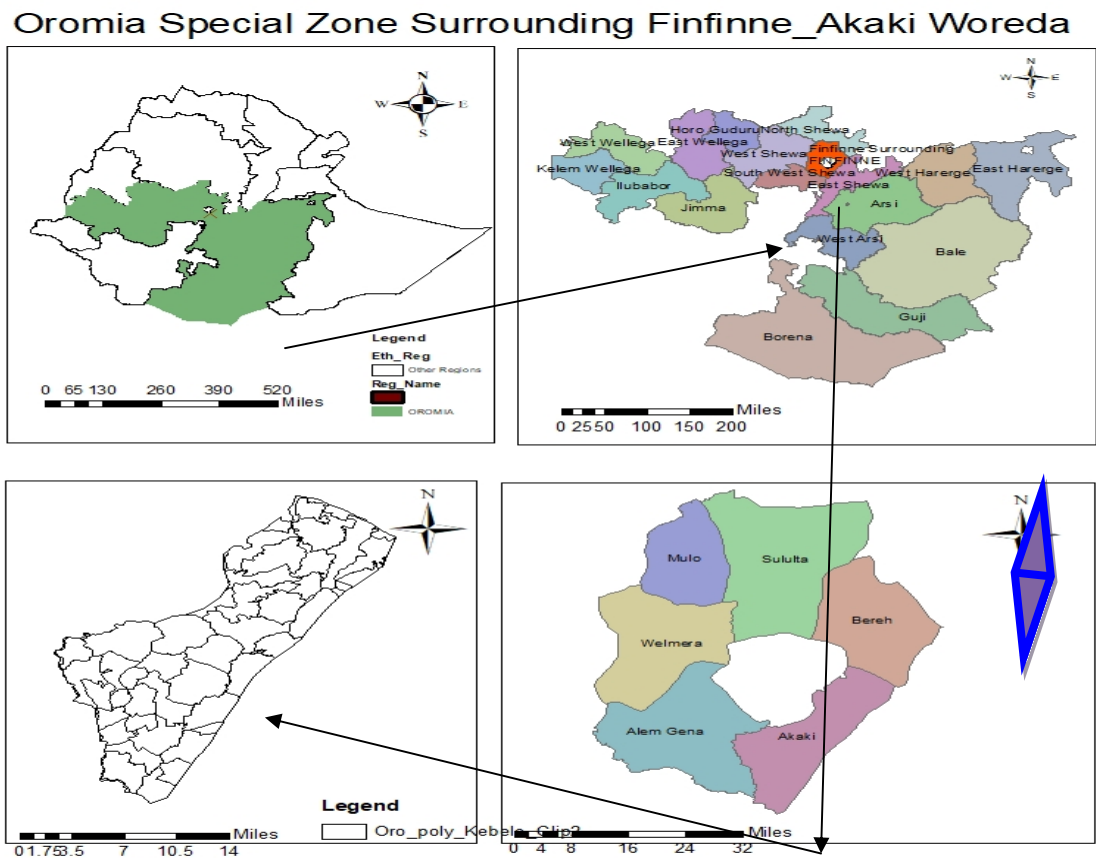 Oromia Special Zone Surrounding Finfinne_Akaki Woreda
N
W
E
S
Legend
Eth_Reg
Other Regions
Reg_Name
OROMIA
0 65 130 260 390 520
Miles
N
W
E
S
Horo Guduru
North Shewa
West Wellega
East Wellega
West Shewa
Finfinne Surrounding
FINFINNE
Kelem Wellega
South West Shewa
West Harerge
East Harerge
Ilubabor
East Shewa
Jimma
Arsi
West Arsi
Bale
Guji
Borena
Miles
0 25 50 100 150 200
N
Legend
Oro_poly_Kebele_Clip2
Miles
0 1.75 3.5 7 10.5 14
N
Mulo
Sululta
Bereh
Welmera
Alem Gena
Akaki
Miles
0 4 8 16 24 32